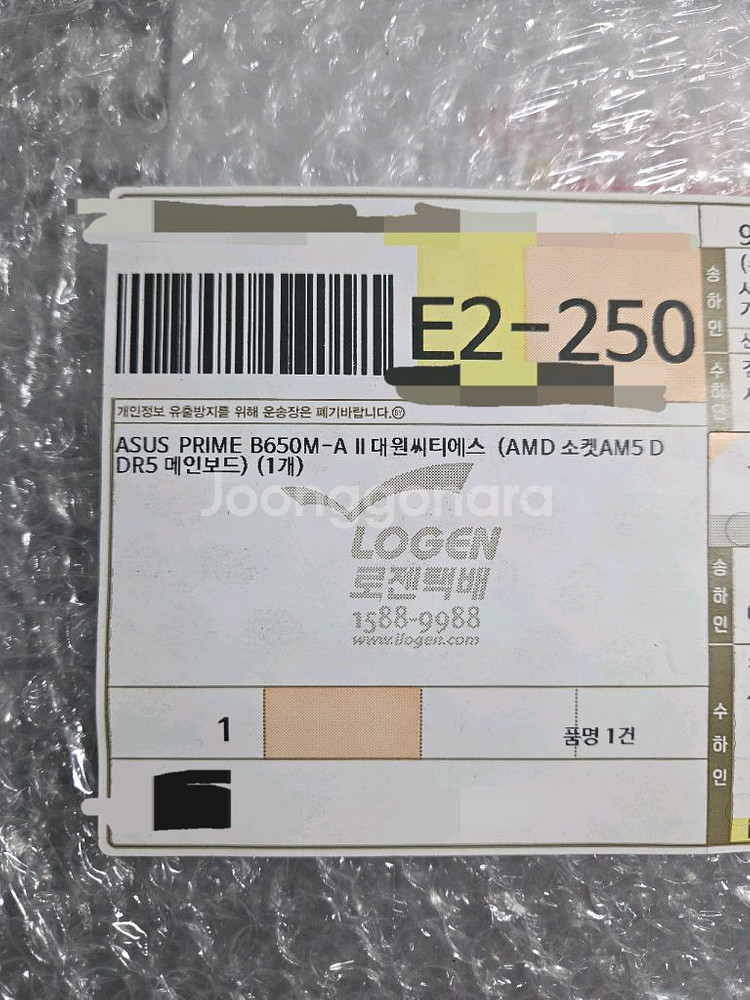 E2-250
개인정보 유출방지를 위해 운송장은 폐기바랍니다.
ASUS PRIME B650M-A II 대원씨티에스 (AMD 소켓AM5 D
DR5 메인보드) (1개)
Joonggonara
LOGEN
로젠택배
1588-9988
www.ilogen.com
1
품명 1건
송하인
수하인
송하인
수하인